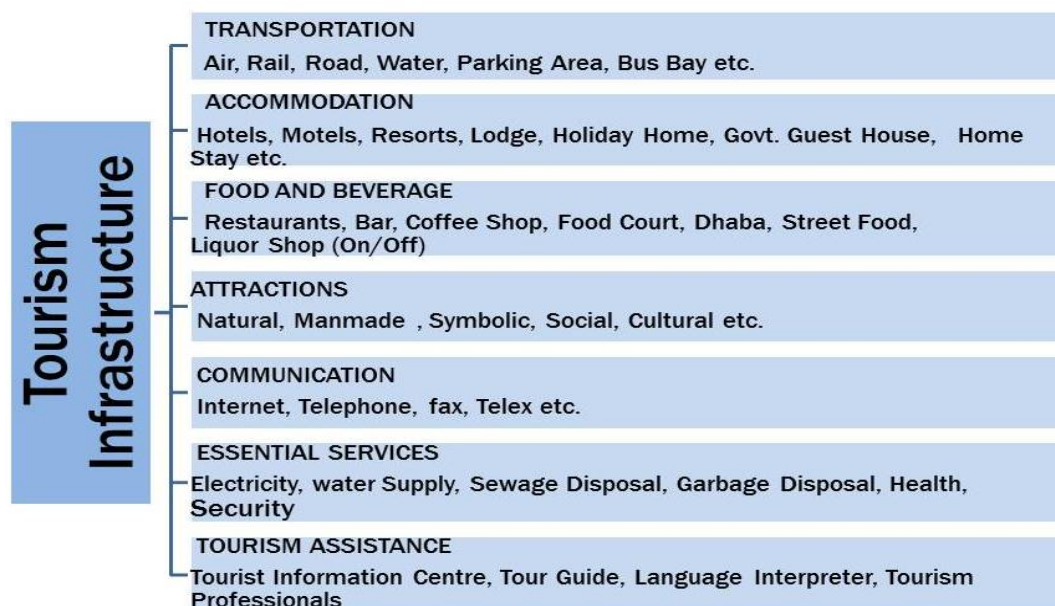 Tourism
Infrastructure
TRANSPORTATION
Air, Rail, Road, Water, Parking Area, Bus Bay etc.
ACCOMMODATION
Hotels, Motels, Resorts, Lodge, Holiday Home, Govt. Guest House, Home
Stay etc.
FOOD AND BEVERAGE
Restaurants, Bar, Coffee Shop, Food Court, Dhaba, Street Food,
Liquor Shop (On/Off)
ATTRACTIONS
Natural, Manmade , Symbolic, Social, Cultural etc.
COMMUNICATION
Internet, Telephone, fax, Telex etc.
ESSENTIAL SERVICES
Electricity, water Supply, Sewage Disposal, Garbage Disposal, Health,
Security
TOURISM ASSISTANCE
Tourist Information Centre, Tour Guide, Language Interpreter, Tourism
Professionals